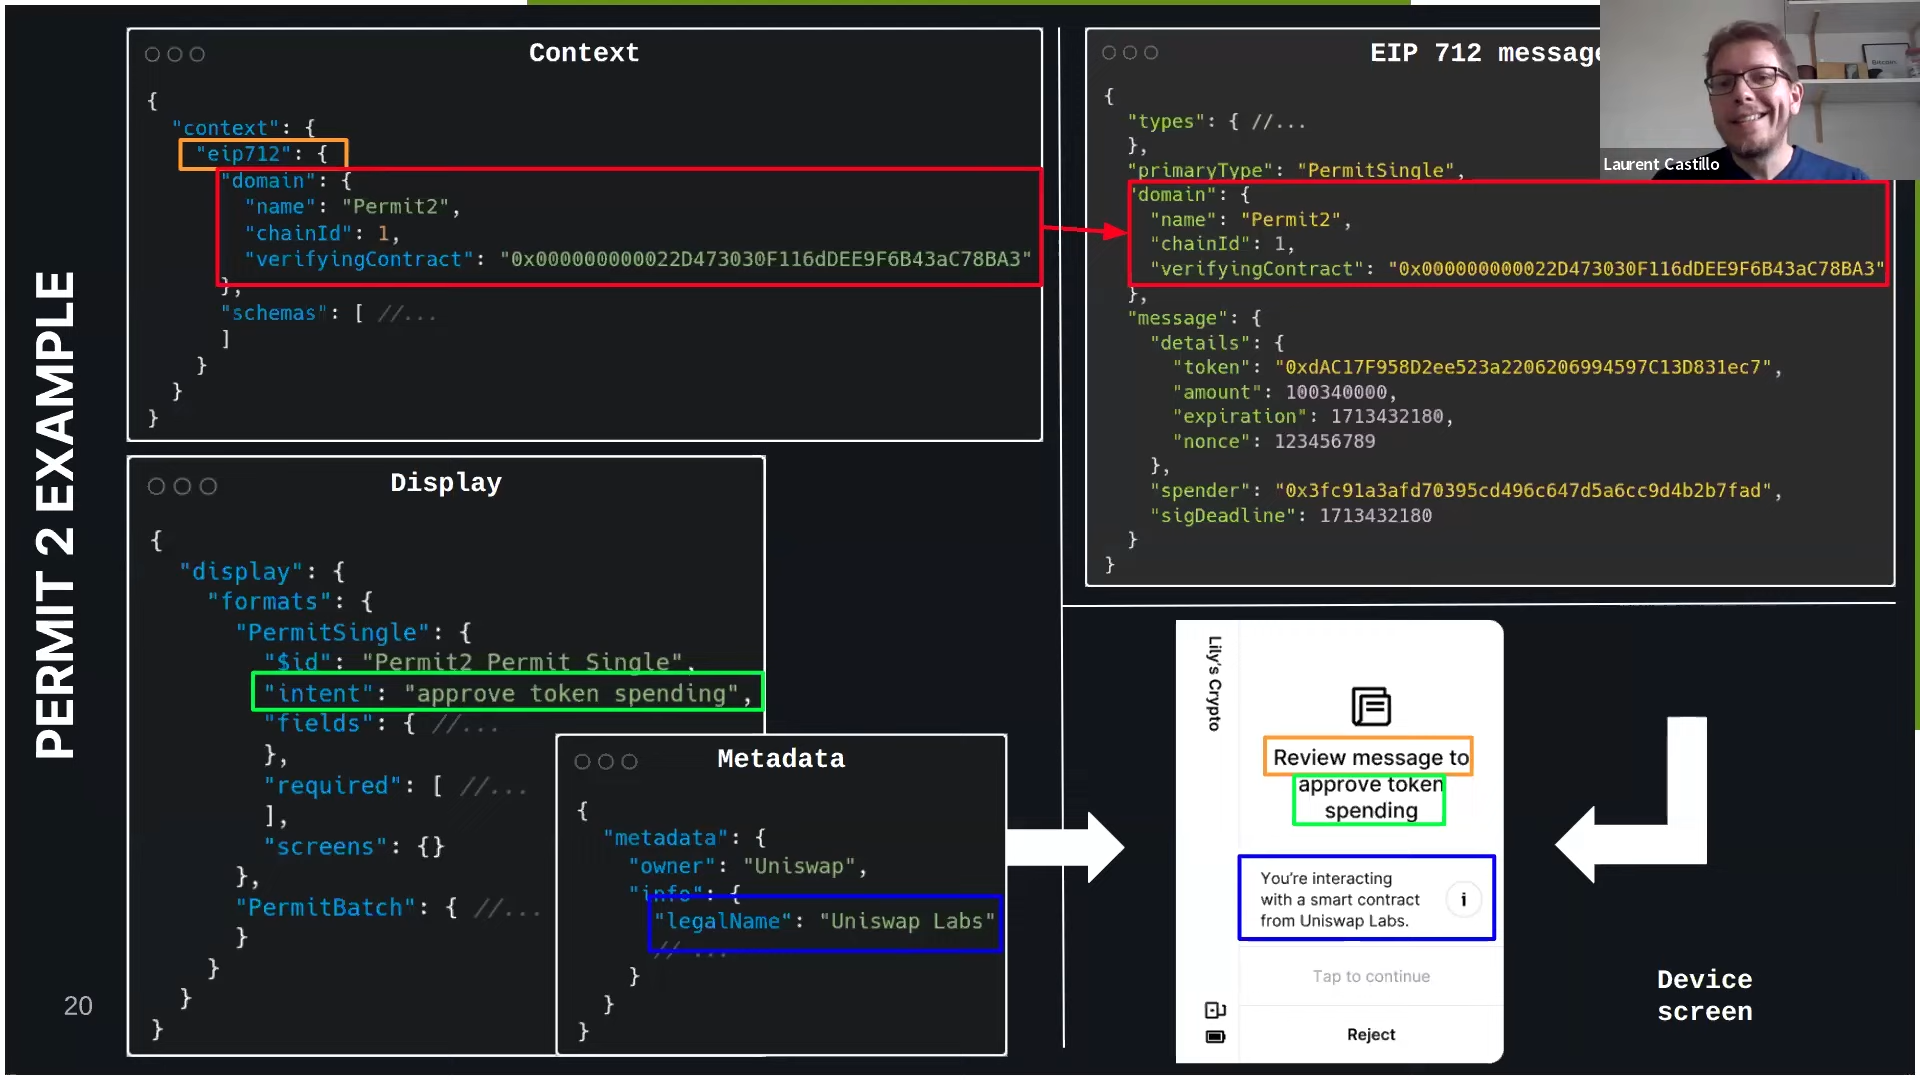 PERMIT 2 EXAMPLE
20
Context
{
"context": {
"eip712": {
"domain": {
"name": "Permit2",
"chainId": 1,
"verifyingContract": "0x000000000022D473030F116dDEE9F6B43aC78BA3"
},
"schemas": [ //...
]
}
}
}
Display
{
"display": {
"formats": {
"PermitSingle": {
"$id": "Permit2 Permit Single",
"intent": "approve token spending",
"fields": { //...
},
"required": [ //...
],
"screens": {}
},
"PermitBatch": { //...
}
}
}
}
Metadata
{
"metadata": {
"owner": "Uniswap",
"info": {
"legalName": "Uniswap Labs"
// ...
}
}
}
EIP 712 message
{
"types": { //...
},
"primaryType": "PermitSingle",
"domain": {
"name": "Permit2",
"chainId": 1,
"verifyingContract": "0x000000000022D473030F116dDEE9F6B43aC78BA3"
},
"message": {
"details": {
"token": "0xdAC17F958D2ee523a2206206994597C13D831ec7",
"amount": 100340000,
"expiration": 1713432180,
"nonce": 123456789
},
"spender": "0x3fc91a3afd70395cd496c647d5a6cc9d4b2b7fad",
"sigDeadline": 1713432180
}
}
Laurent Castillo
Bitcoin
Lily's Crypto
Review message to
approve token
spending
You're interacting
with a smart contract
from Uniswap Labs.
i
Tap to continue
Reject
Device
screen